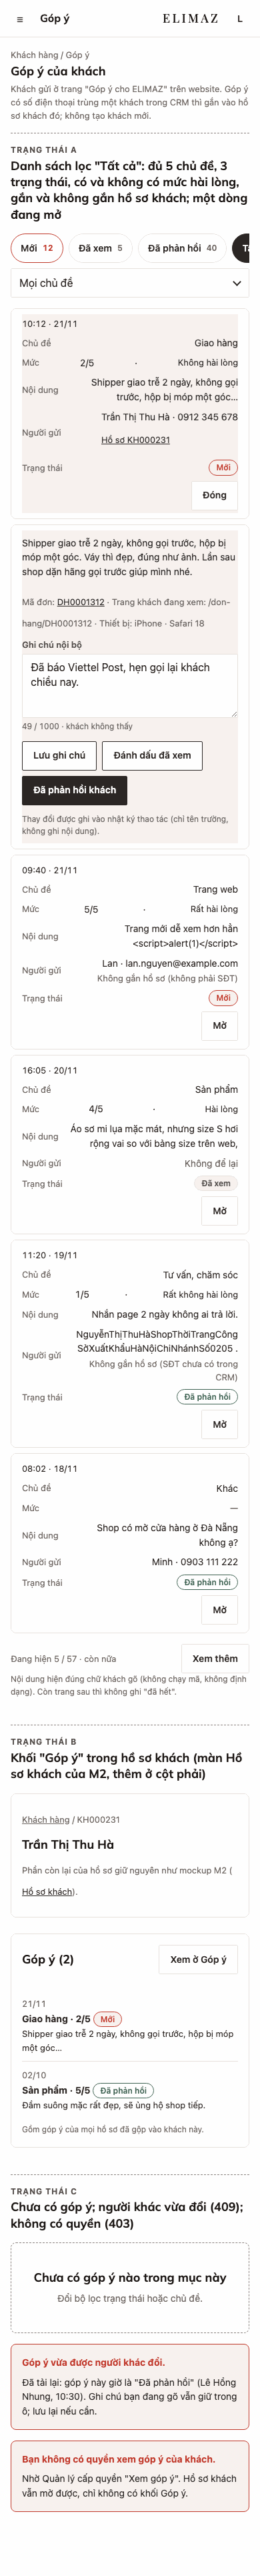 ≡ Góp ý ELIMAZ L
Khách hàng / Góp ý
Góp ý của khách
Khách gửi ở trang "Góp ý cho ELIMAZ" trên website. Góp ý
có số điện thoại trùng một khách trong CRM thì gắn vào hồ
sơ khách đó; không tạo khách mới.
TRẠNG THÁI A
Danh sách lọc "Tất cả": đủ 5 chủ đề, 3
trạng thái, có và không có mức hài lòng,
gắn và không gắn hồ sơ khách; một dòng
đang mở
Mới 12 Đã xem 5 Đã phản hồi 40
Mọi chủ đề
10:12 · 21/11
Chủ đề Giao hàng
Mức 2/5 · Không hài lòng
Nội dung Shipper giao trễ 2 ngày, không gọi
trước, hộp bị móp một góc...
Người gửi Trần Thị Thu Hà · 0912 345 678
Hồ sơ KH000231
Trạng thái Mới
Đóng
Shipper giao trễ 2 ngày, không gọi trước, hộp bị
móp một góc. Váy thì đẹp, đúng như ảnh. Lần sau
shop dặn hãng gọi trước giúp mình nhé.
Mã đơn: DH0001312 · Trang khách đang xem: /don-
hang/DH0001312 · Thiết bị: iPhone · Safari 18
Ghi chú nội bộ
Đã báo Viettel Post, hẹn gọi lại khách
chiều nay.
49 / 1000 · khách không thấy
Lưu ghi chú Đánh dấu đã xem
Đã phản hồi khách
Thay đổi được ghi vào nhật ký thao tác (chỉ tên trường,
không ghi nội dung).
09:40 · 21/11
Chủ đề Trang web
Mức 5/5 · Rất hài lòng
Nội dung Trang mới dễ xem hơn hẳn
<script>alert(1)</script>
Người gửi Lan · lan.nguyen@example.com
Không gắn hồ sơ (không phải SĐT)
Trạng thái Mới
Mở
16:05 · 20/11
Chủ đề Sản phẩm
Mức 4/5 · Hài lòng
Nội dung Áo sơ mi lụa mặc mát, nhưng size S hơi
rộng vai so với bảng size trên web,
Người gửi Không để lại
Trạng thái Đã xem
Mở
11:20 · 19/11
Chủ đề Tư vấn, chăm sóc
Mức 1/5 · Rất không hài lòng
Nội dung Nhắn page 2 ngày không ai trả lời.
Người gửi NguyễnThịThuHàShopThờiTrangCông
SởXuấtKhẩuHàNộiChiNhánhSố0205 .
Không gắn hồ sơ (SĐT chưa có trong
CRM)
Trạng thái Đã phản hồi
Mở
08:02 · 18/11
Chủ đề Khác
Mức —
Nội dung Shop có mở cửa hàng ở Đà Nẵng
không ạ?
Người gửi Minh · 0903 111 222
Trạng thái Đã phản hồi
Mở
Đang hiện 5 / 57 · còn nữa Xem thêm
Nội dung hiện đúng chữ khách gõ (không chạy mã, không định
dạng). Còn trang sau thì không ghi "đã hết".
TRẠNG THÁI B
Khối "Góp ý" trong hồ sơ khách (màn Hồ
sơ khách của M2, thêm ở cột phải)
Khách hàng / KH000231
Trần Thị Thu Hà
Phần còn lại của hồ sơ giữ nguyên như mockup M2 (
Hồ sơ khách).
Góp ý (2) Xem ở Góp ý
21/11
Giao hàng · 2/5 Mới
Shipper giao trễ 2 ngày, không gọi trước, hộp bị móp
một góc...
02/10
Sản phẩm · 5/5 Đã phản hồi
Đầm suông mặc rất đẹp, sẽ ủng hộ shop tiếp.
Gồm góp ý của mọi hồ sơ đã gộp vào khách này.
TRẠNG THÁI C
Chưa có góp ý; người khác vừa đổi (409);
không có quyền (403)
Chưa có góp ý nào trong mục này
Đổi bộ lọc trạng thái hoặc chủ đề.
Góp ý vừa được người khác đổi.
Đã tải lại: góp ý này giờ là "Đã phản hồi" (Lê Hồng
Nhung, 10:30). Ghi chú bạn đang gõ vẫn giữ trong
ô; lưu lại nếu cần.
Bạn không có quyền xem góp ý của khách.
Nhờ Quản lý cấp quyền "Xem góp ý". Hồ sơ khách
vẫn mở được, chỉ không có khối Góp ý.